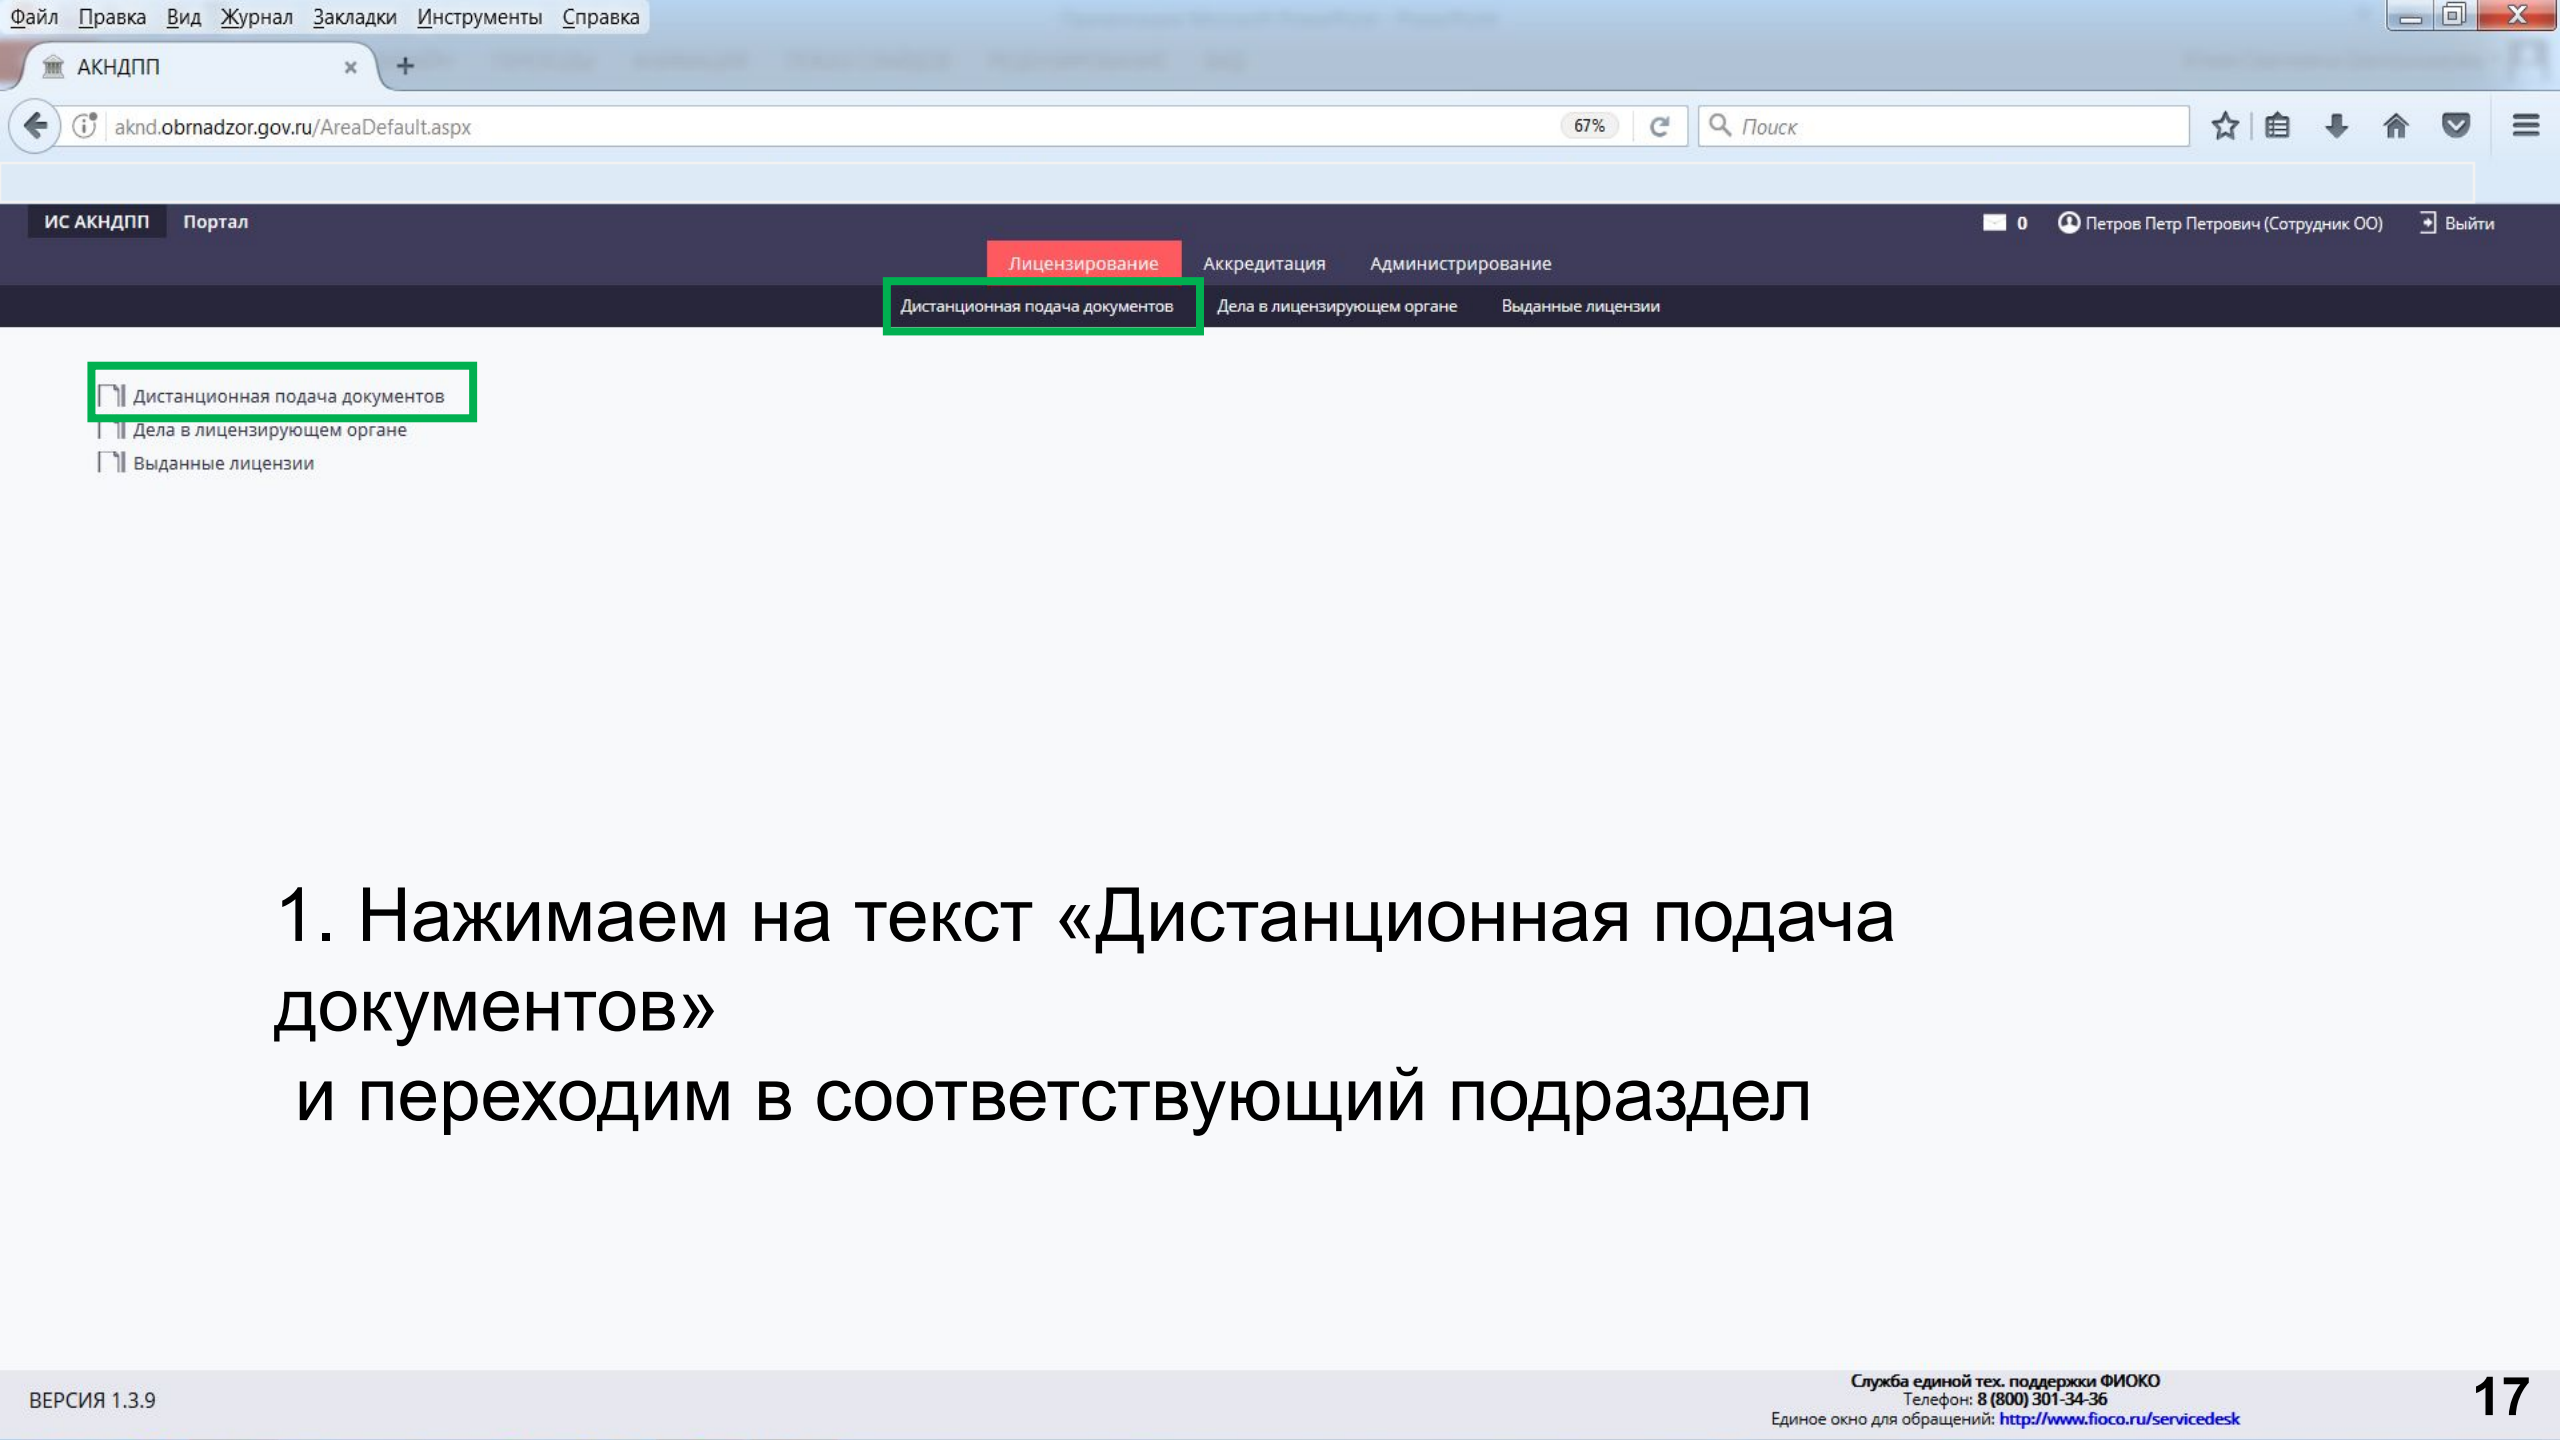 Файл Правка Вид Журнал Закладки Инструменты Справка
АКНДПП
aknd.obrnadzor.gov.ru/AreaDefault.aspx 67% Поиск
ИС АКНДПП Портал 0 Петров Петр Петрович (Сотрудник ОО) Выйти
Лицензирование Аккредитация Администрирование
Дистанционная подача документов Дела в лицензирующем органе Выданные лицензии
Дистанционная подача документов
Дела в лицензирующем органе
Выданные лицензии
1. Нажимаем на текст «Дистанционная подача
документов»
и переходим в соответствующий подраздел
Служба единой тех. поддержки ФИОКО
Телефон: 8 (800) 301-34-36
Единое окно для обращений: http://www.fioco.ru/servicedesk
ВЕРСИЯ 1.3.9
17